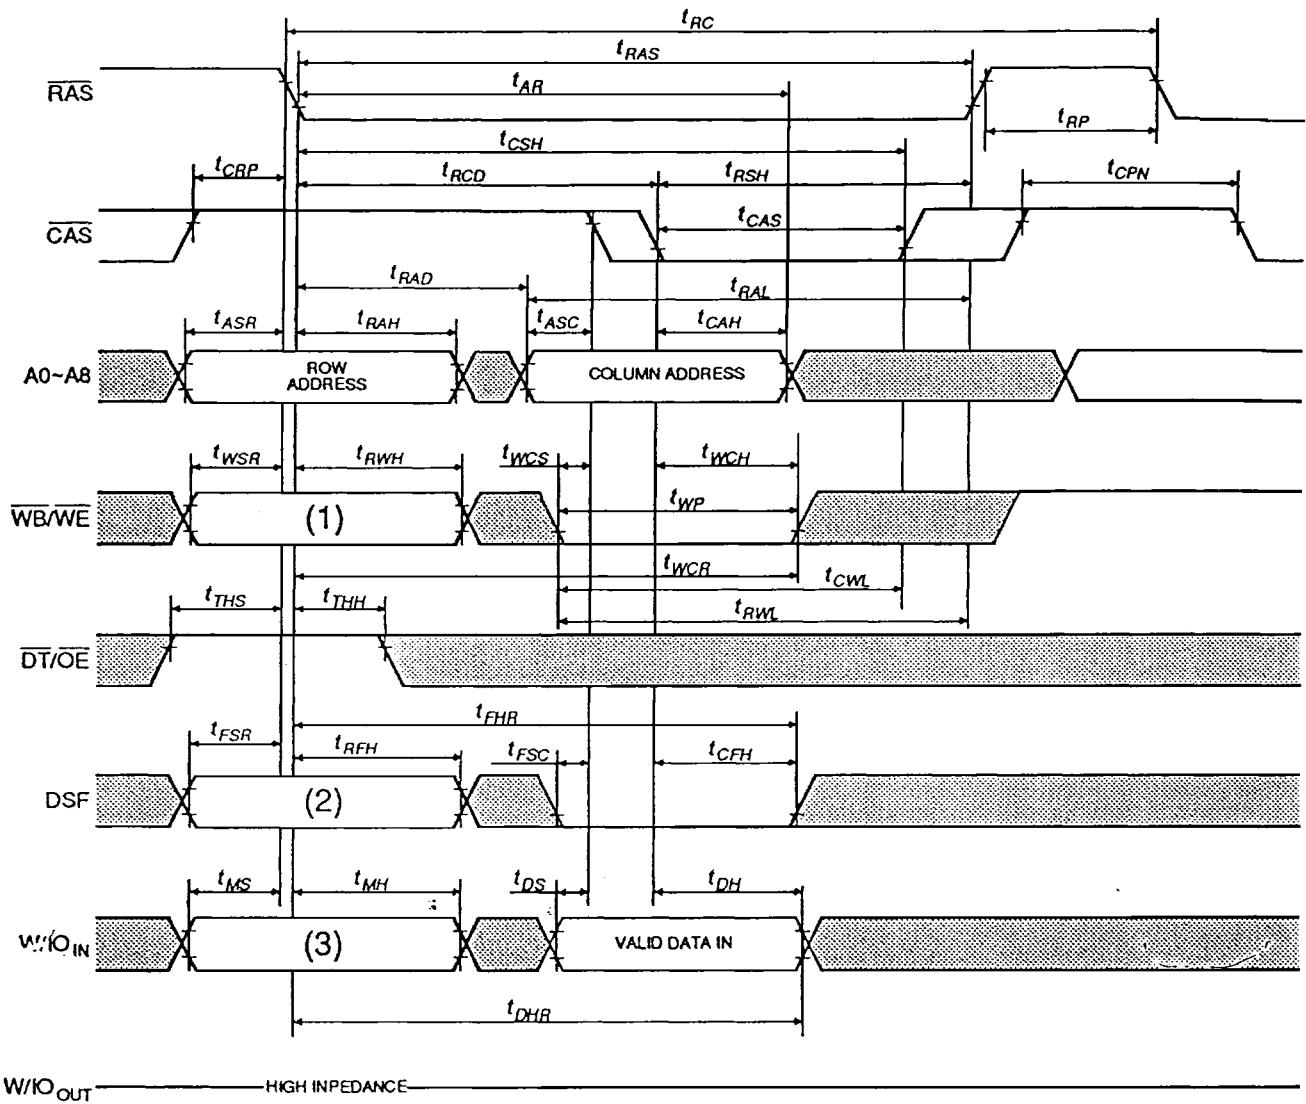 tRC
tRAS
RAS
tAR
tRP
tCSH
tCRP
tRCD
tRSH
tCPN
CAS
tCAS
tRAD
tRAL
tASR
tRAH
tASC
tCAH
A0~A8
ROW
ADDRESS
COLUMN ADDRESS
tWSR
tRWH
tWCS
tWCH
WB/WE
(1)
tWP
tWCR
tCWL
tTHS
tTHH
tRWL
DT/OE
tFHR
tFSR
tRFH
tFSC
tCFH
DSF
(2)
tMS
tMH
tDS
tDH
W/IO IN
(3)
VALID DATA IN
tDHR
W/IO OUT
HIGH INPEDANCE